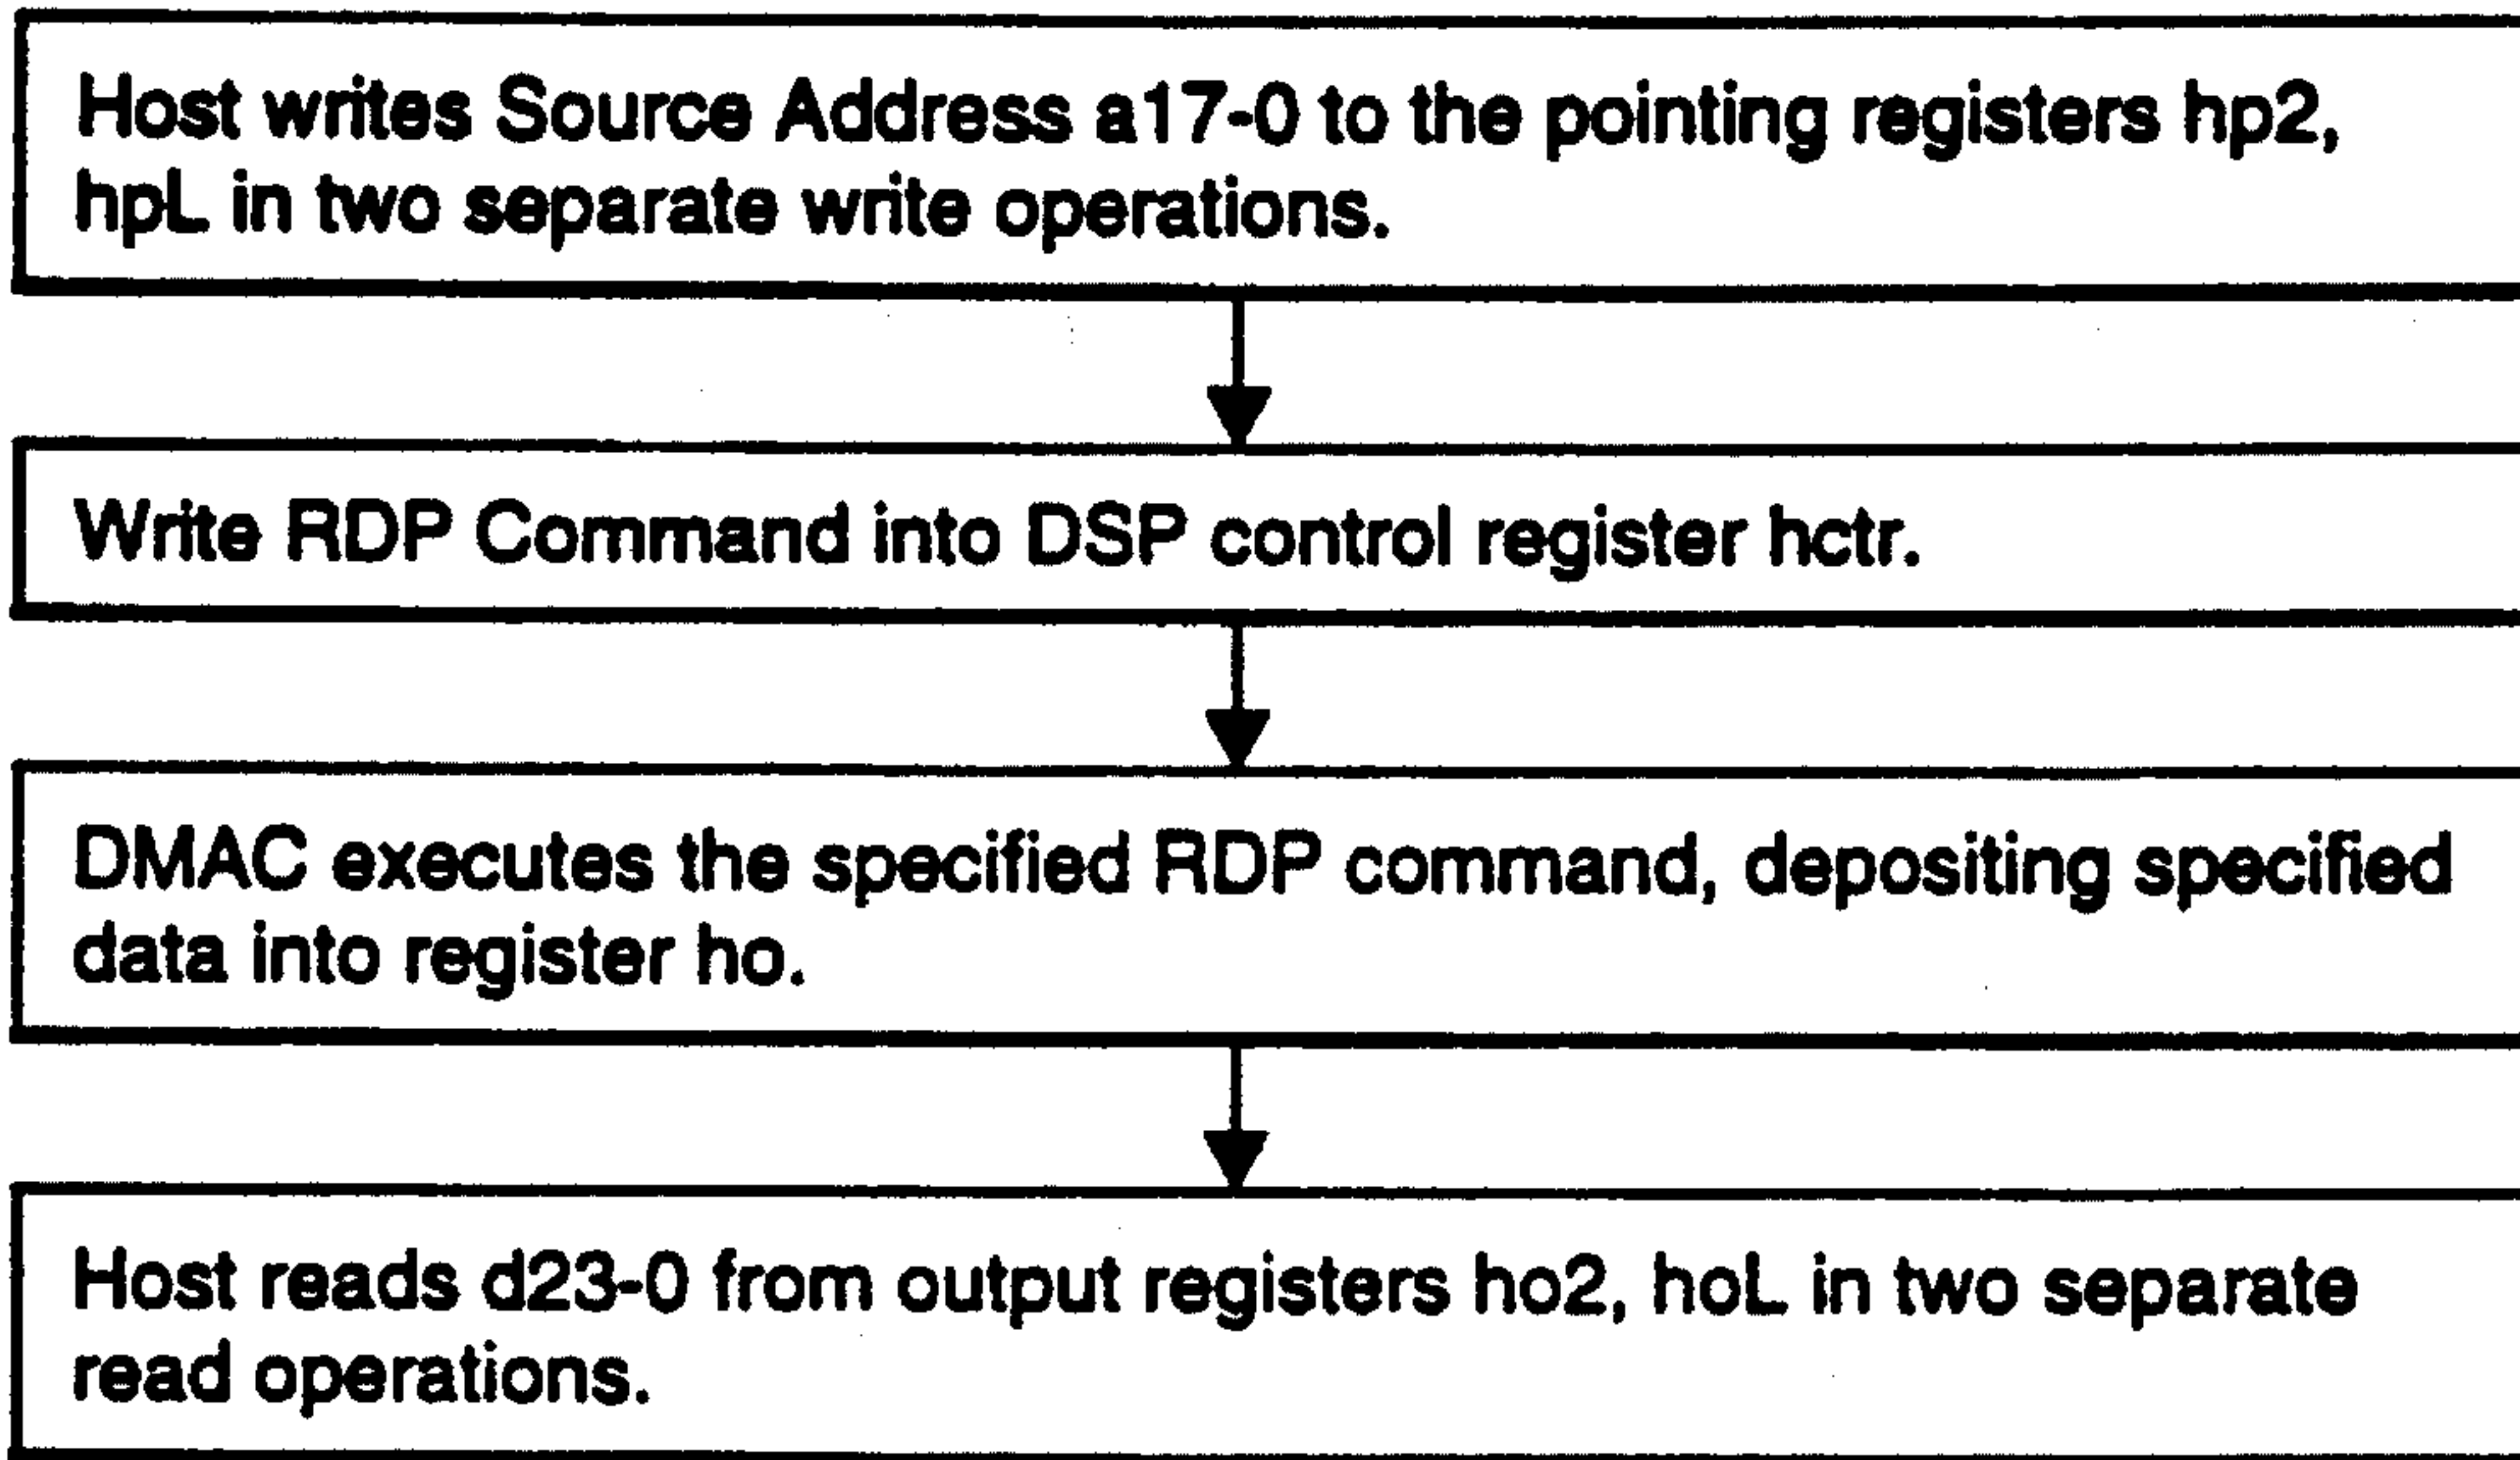 Host writes Source Address a17-0 to the pointing registers hp2,
hpL in two separate write operations.
Write RDP Command into DSP control register hctr.
DMAC executes the specified RDP command, depositing specified
data into register ho.
Host reads d23-0 from output registers ho2, hoL in two separate
read operations.